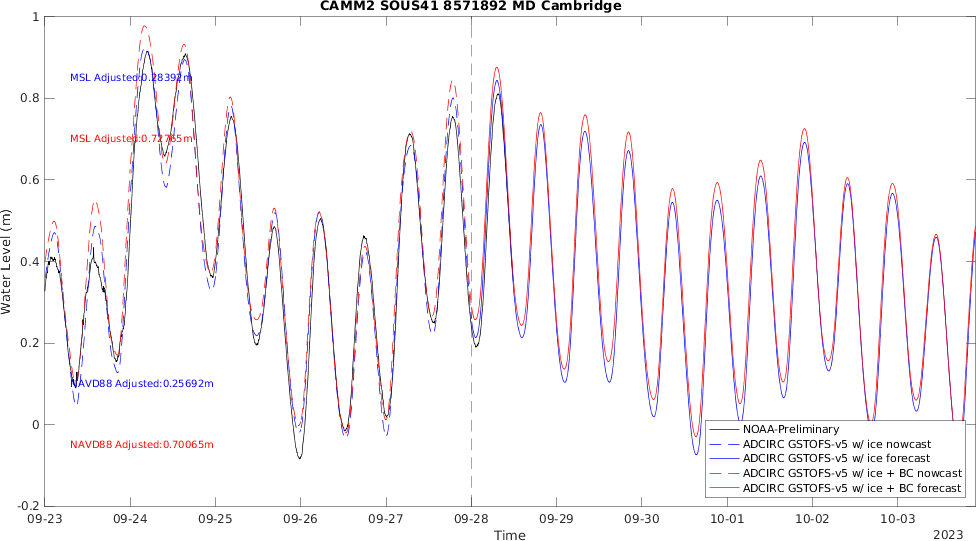 CAMM2 SOUS41 8571892 MD Cambridge
1
0.8
0.6
0.4
0.2
0
-0.2
Water Level (m)
MSL Adjusted:0.28392m
MSL Adjusted:0.72765m
NAVD88 Adjusted:0.25692m
NAVD88 Adjusted:0.70065m
NOAA-Preliminary
ADCIRC GSTOFS-v5 w/ ice nowcast
ADCIRC GSTOFS-v5 w/ ice forecast
ADCIRC GSTOFS-v5 w/ ice + BC nowcast
ADCIRC GSTOFS-v5 w/ ice + BC forecast
09-23 09-24 09-25 09-26 09-27 09-28 09-29 09-30 10-01 10-02 10-03
Time
2023